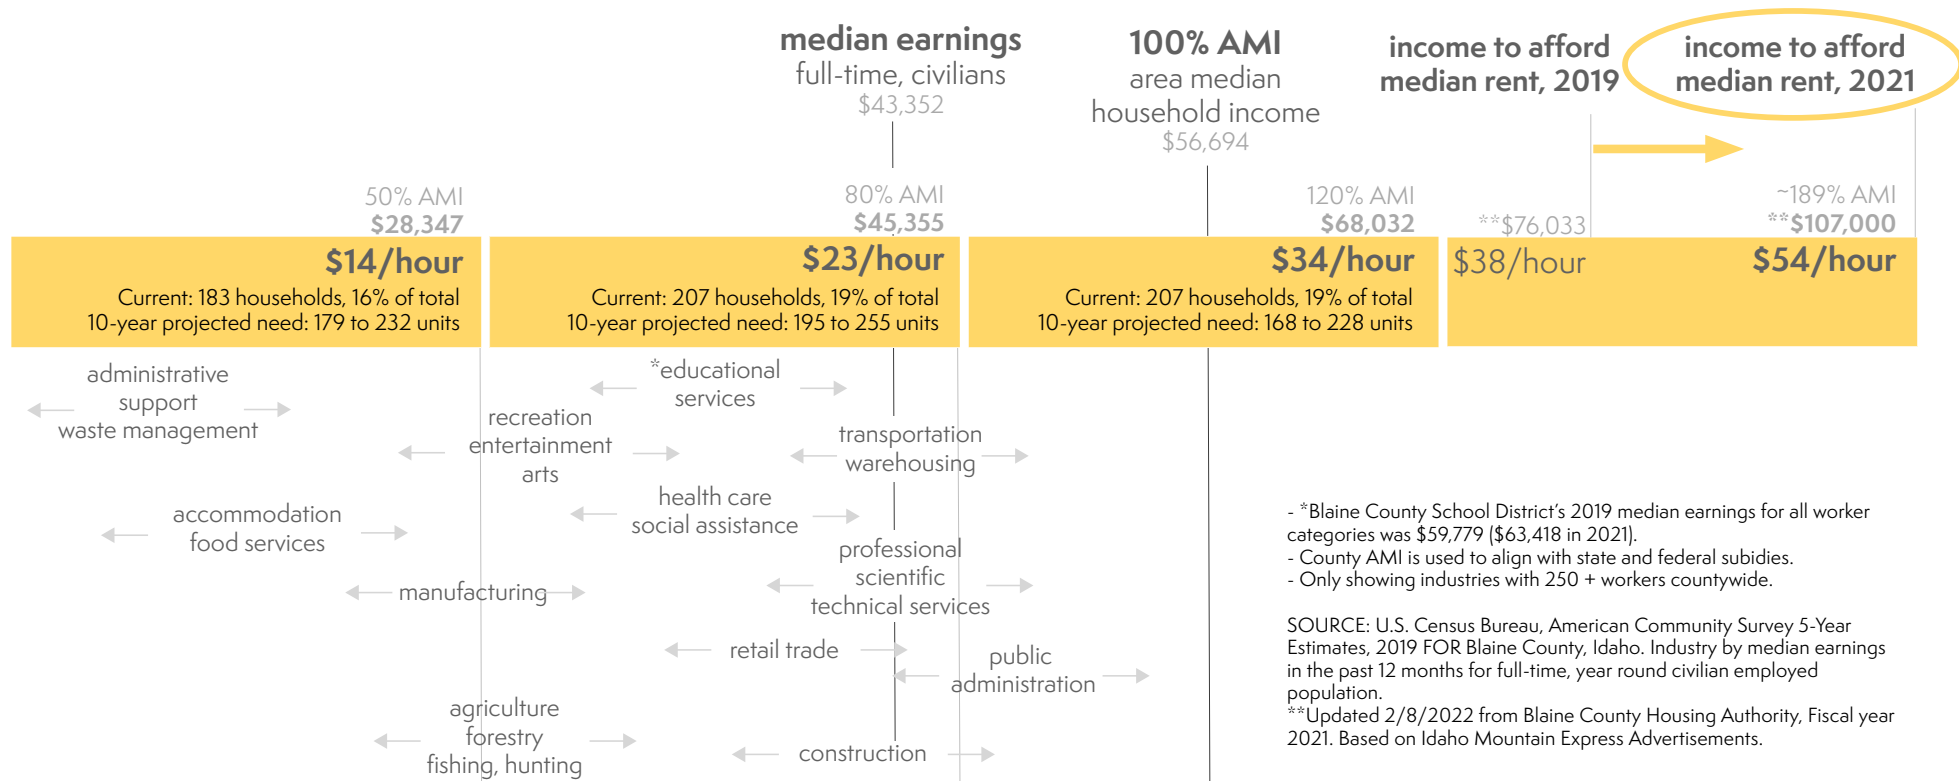 median earnings
full-time, civilians
$43,352
100% AMI
area median
household income
$56,694
income to afford
median rent, 2019
income to afford
median rent, 2021
50% AMI
$28,347
80% AMI
$45,355
120% AMI
$68,032
**$76,033
~189% AMI
**$107,000
$14/hour
Current: 183 households, 16% of total
10-year projected need: 179 to 232 units
$23/hour
Current: 207 households, 19% of total
10-year projected need: 195 to 255 units
$34/hour
Current: 207 households, 19% of total
10-year projected need: 168 to 228 units
$38/hour
$54/hour
administrative
support
waste management
*educational
services
recreation
entertainment
arts
transportation
warehousing
health care
social assistance
accommodation
food services
professional
scientific
technical services
manufacturing
retail trade
public
administration
agriculture
forestry
fishing, hunting
construction
- *Blaine County School District's 2019 median earnings for all worker
categories was $59,779 ($63,418 in 2021).
- County AMI is used to align with state and federal subidies.
- Only showing industries with 250 + workers countywide.
SOURCE: U.S. Census Bureau, American Community Survey 5-Year
Estimates, 2019 FOR Blaine County, Idaho. Industry by median earnings
in the past 12 months for full-time, year round civilian employed
population.
**Updated 2/8/2022 from Blaine County Housing Authority, Fiscal year
2021. Based on Idaho Mountain Express Advertisements.